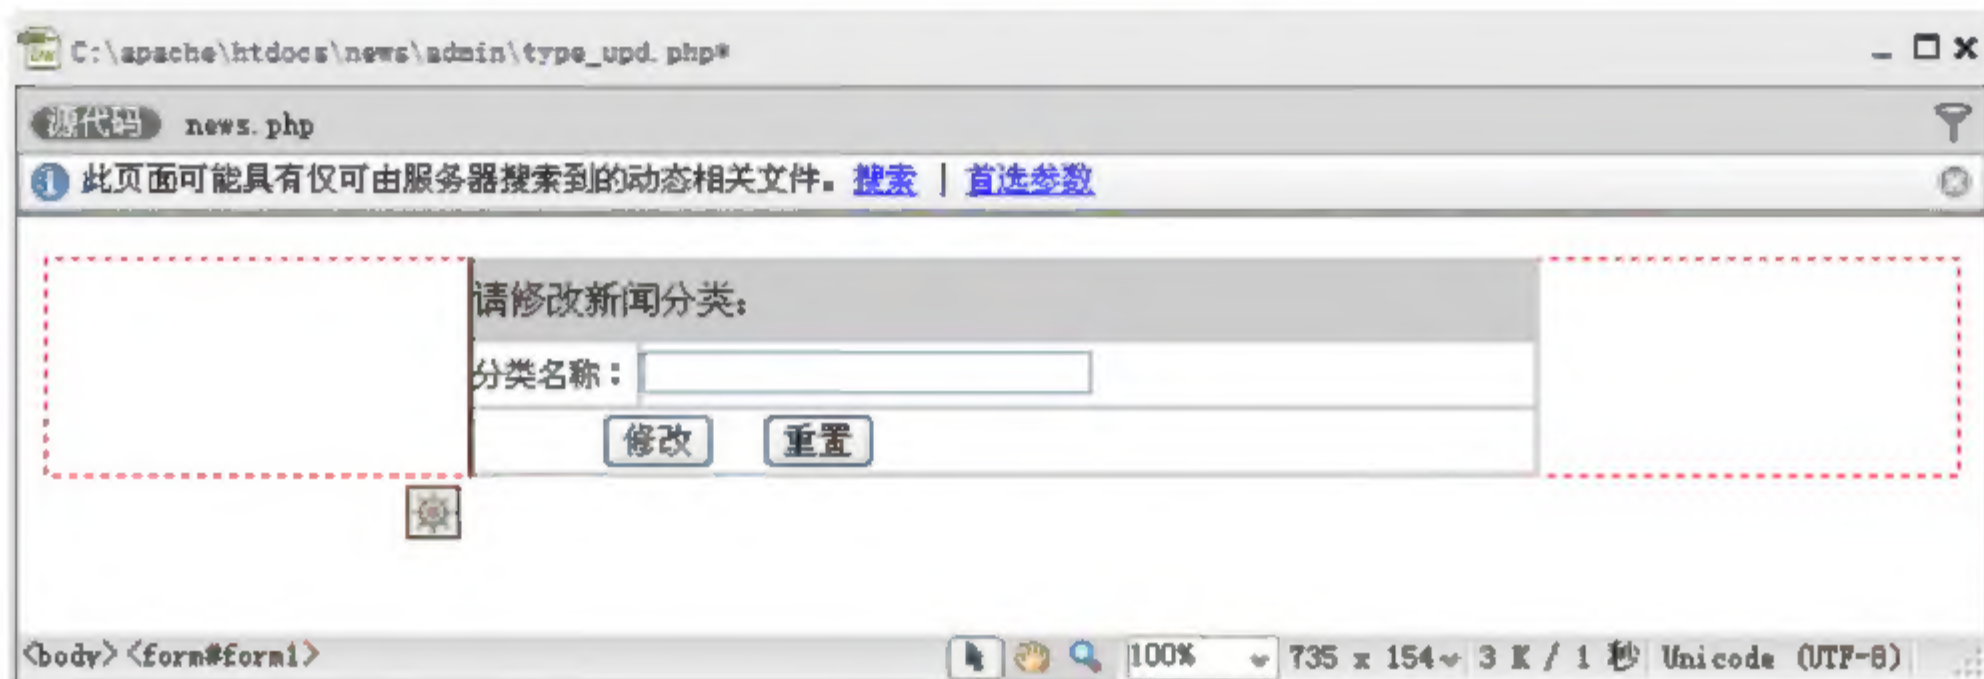 C:\apache\htdocs\news\admin\type_upd.php*
源代码 news.php
此页面可能具有仅可由服务器搜索到的动态相关文件。搜索 | 首选参数
请修改新闻分类：
分类名称：
修改 重置
<body><form#form1> 100% 735 x 154 3 K / 1 秒 Unicode (UTF-8)